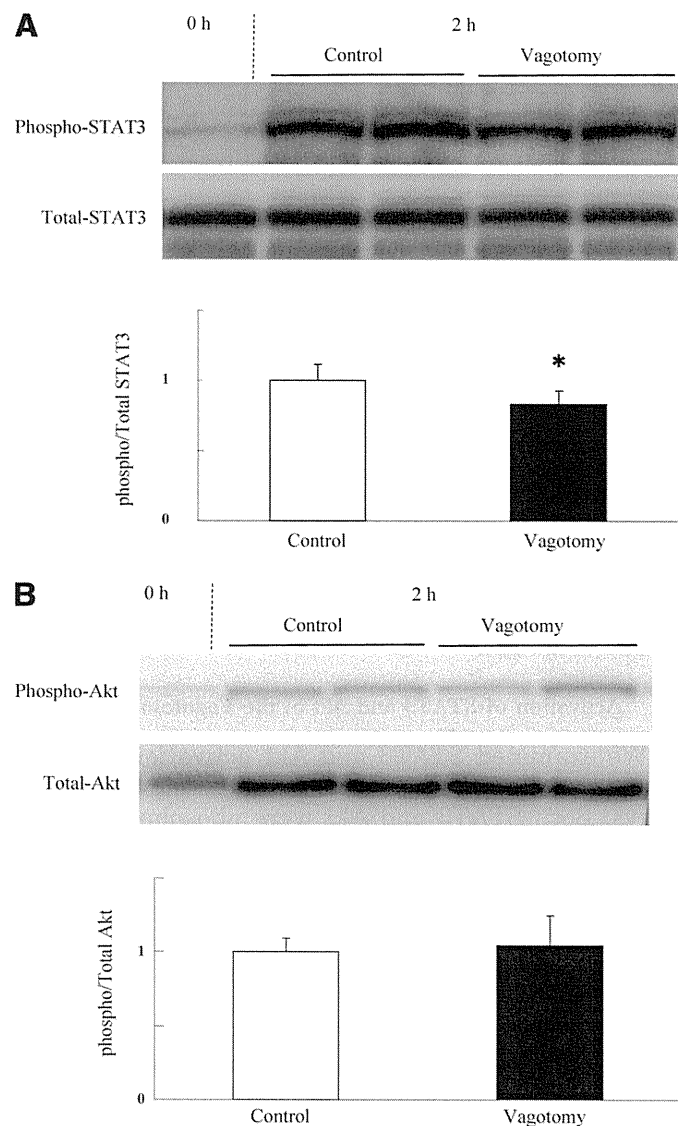 A
0 h 2 h
Control Vagotomy
Phospho-STAT3
Total-STAT3
phospho/Total STAT3
1
*
0
Control Vagotomy
B
0 h 2 h
Control Vagotomy
Phospho-Akt
Total-Akt
phospho/Total Akt
1
0
Control Vagotomy